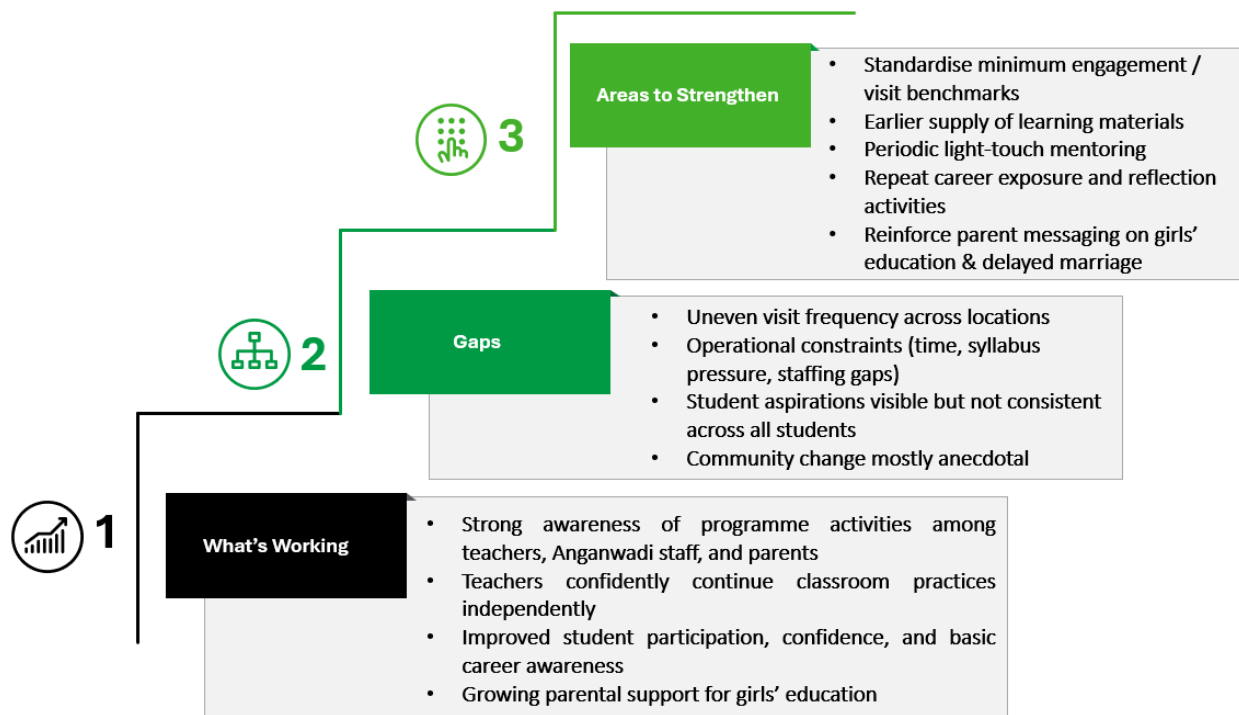 3
Areas to Strengthen
• Standardise minimum engagement /
visit benchmarks
• Earlier supply of learning materials
• Periodic light-touch mentoring
• Repeat career exposure and reflection
activities
• Reinforce parent messaging on girls’
education & delayed marriage
2
Gaps
• Uneven visit frequency across locations
• Operational constraints (time, syllabus
pressure, staffing gaps)
• Student aspirations visible but not consistent
across all students
• Community change mostly anecdotal
1
What’s Working
• Strong awareness of programme activities among
teachers, Anganwadi staff, and parents
• Teachers confidently continue classroom practices
independently
• Improved student participation, confidence, and basic
career awareness
• Growing parental support for girls’ education